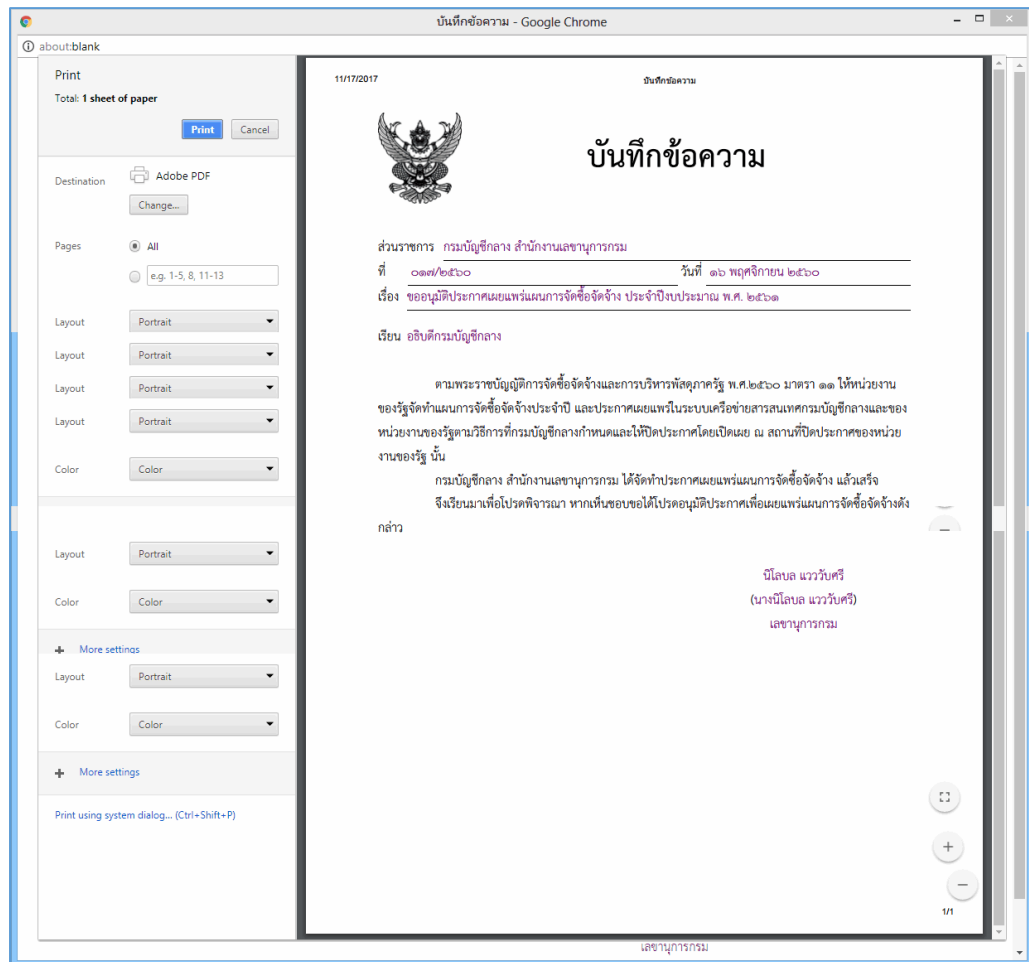 บันทึกข้อความ - Google Chrome
about:blank
Print
Total: 1 sheet of paper
Print Cancel
Destination Adobe PDF
Change...
Pages All
e.g. 1-5, 8, 11-13
Layout Portrait
Layout Portrait
Layout Portrait
Layout Portrait
Color Color
Layout Portrait
Color Color
More settings
Layout Portrait
Color Color
More settings
Print using system dialog... (Ctrl+Shift+P)
11/17/2017 บันทึกข้อความ
บันทึกข้อความ
ส่วนราชการ กรมบัญชีกลาง สำนักงานเลขานุการกรม
ที่ ๐๑๗/๒๕๖๐ วันที่ ๑๖ พฤศจิกายน ๒๕๖๐
เรื่อง ขออนุมัติประกาศเผยแพร่แผนการจัดซื้อจัดจ้าง ประจำปีงบประมาณ พ.ศ. ๒๕๖๑
เรียน อธิบดีกรมบัญชีกลาง
ตามพระราชบัญญัติการจัดซื้อจัดจ้างและการบริหารพัสดุภาครัฐ พ.ศ.๒๕๖๐ มาตรา ๑๑ ให้หน่วยงาน
ของรัฐจัดทำแผนการจัดซื้อจัดจ้างประจำปี และประกาศเผยแพร่ในระบบเครือข่ายสารสนเทศกรมบัญชีกลางและของ
หน่วยงานของรัฐตามวิธีการที่กรมบัญชีกลางกำหนดและให้ปิดประกาศโดยเปิดเผย ณ สถานที่ปิดประกาศของหน่วย
งานของรัฐ นั้น
กรมบัญชีกลาง สำนักงานเลขานุการกรม ได้จัดทำประกาศเผยแพร่แผนการจัดซื้อจัดจ้าง แล้วเสร็จ
จึงเรียนมาเพื่อโปรดพิจารณา หากเห็นชอบขอได้โปรดอนุมัติประกาศเพื่อเผยแพร่แผนการจัดซื้อจัดจ้างดัง
กล่าว
นิโลบล แวววับศรี
(นางนิโลบล แวววับศรี)
เลขานุการกรม
1/1
เลขานุการกรม